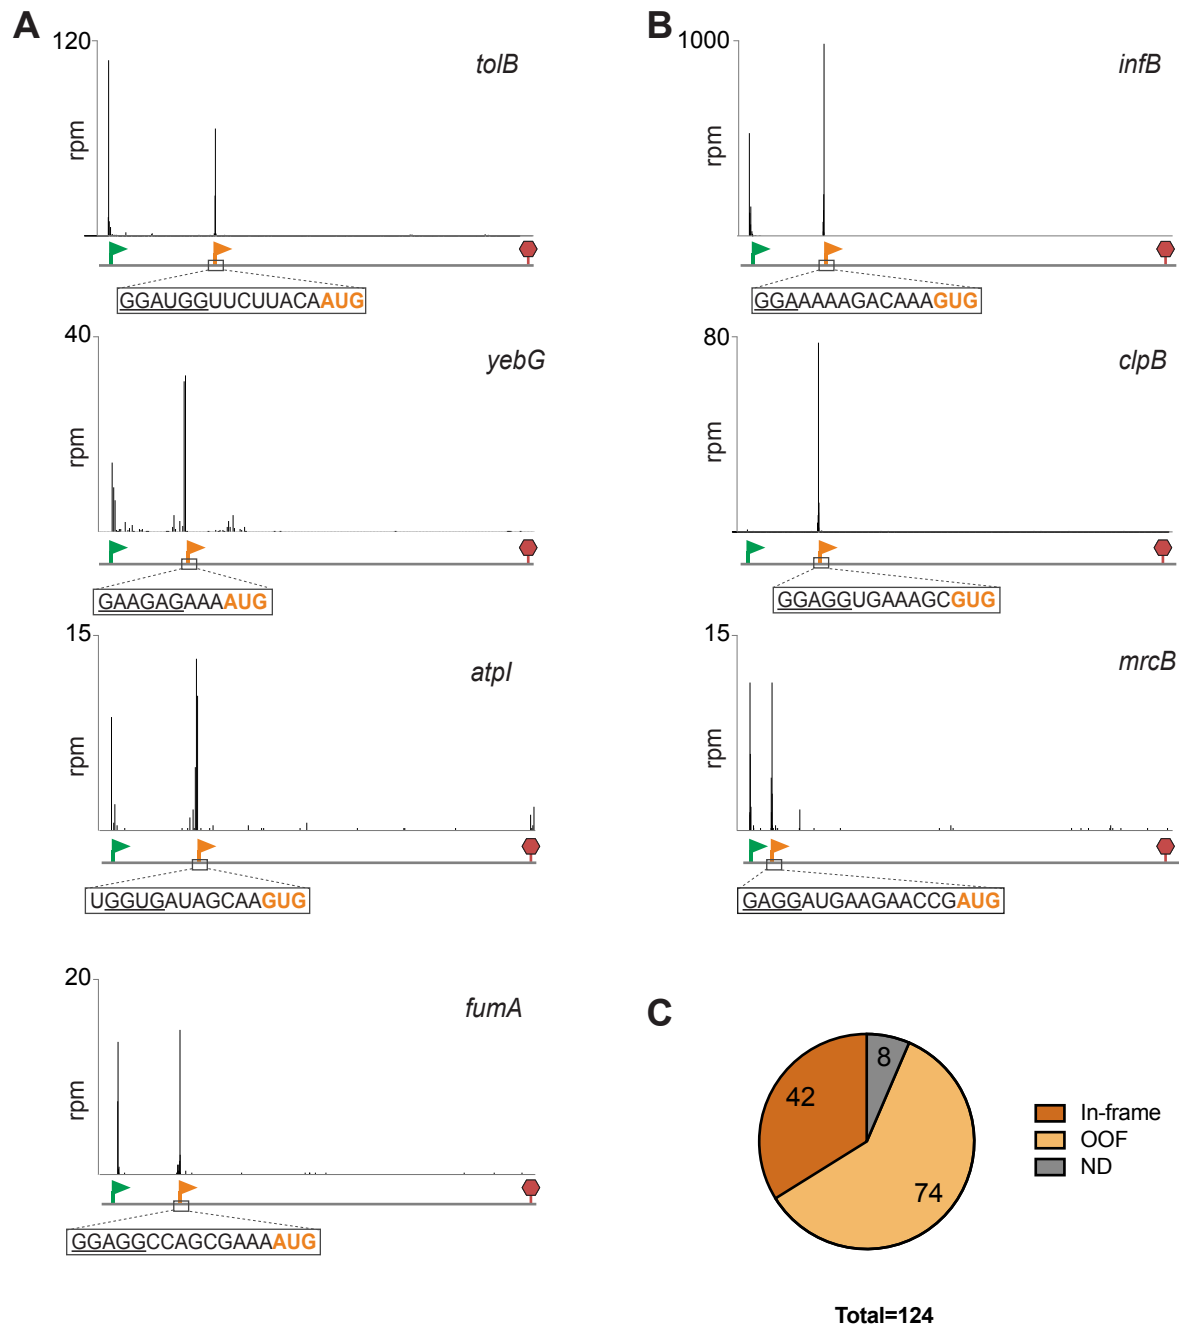 A
120
tolB
rpm
GGAUGGUUCUUACAAUG
40
yebG
rpm
GAAGAGAAAAUG
15
atpI
rpm
UGGUGAUAGCAAGUG
20
fumA
rpm
GGAGGCCAGCGAAAAUG
B
1000
infB
rpm
GGAAAAAGACAAAGUG
80
clpB
rpm
GGAGGUGAAAGCGUG
15
mrcB
rpm
GAGGAUGAAGAACCGAUG
C
8
42
74
In-frame
OOF
ND
Total=124